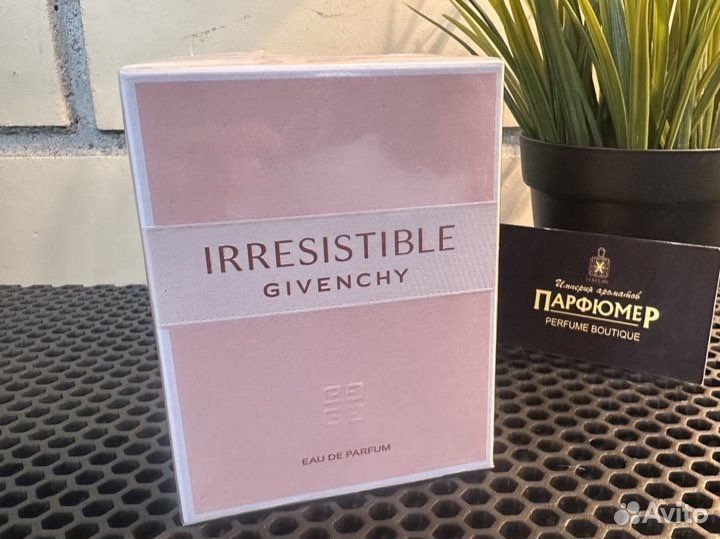 IRRESISTIBLE
GIVENCHY
EAU DE PARFUM
Империя ароматов
ПАРФЮМЕР
PERFUME BOUTIQUE
Avito